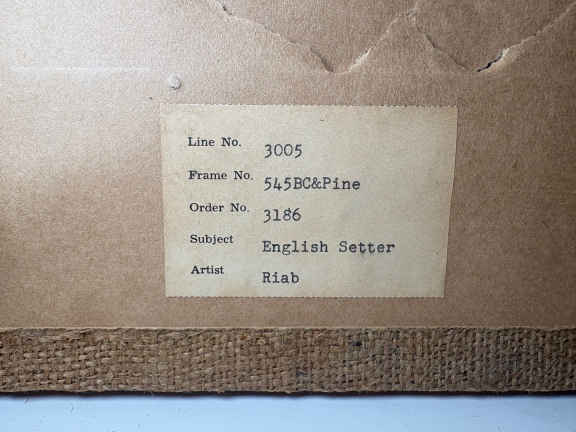 Line No. 3005
Frame No. 545BC&Pine
Order No. 3186
Subject English Setter
Artist Riab